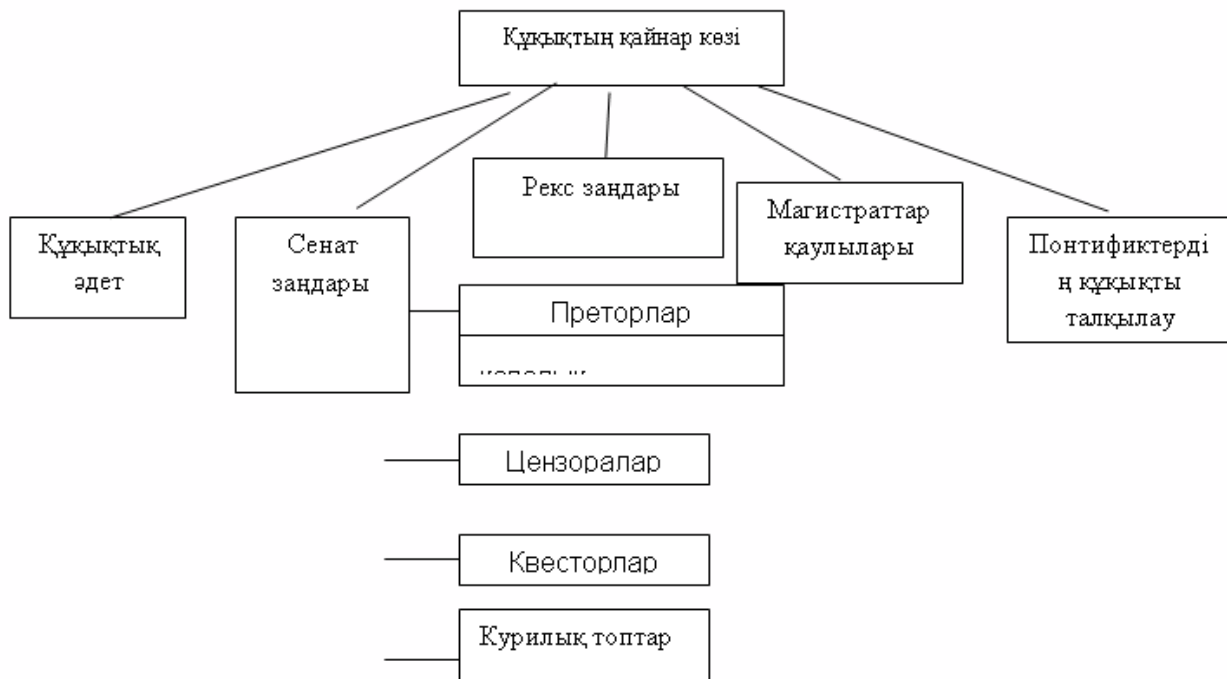 Құқықтың қайнар көзі
Құқықтық
әдет
Сенат
заңдары
Рекс заңдары
Магистраттар
қаулылары
Понтификтерді
ң құқықты
талқылау
Преторлар
Цензоралар
Квесторлар
Курилық топтар